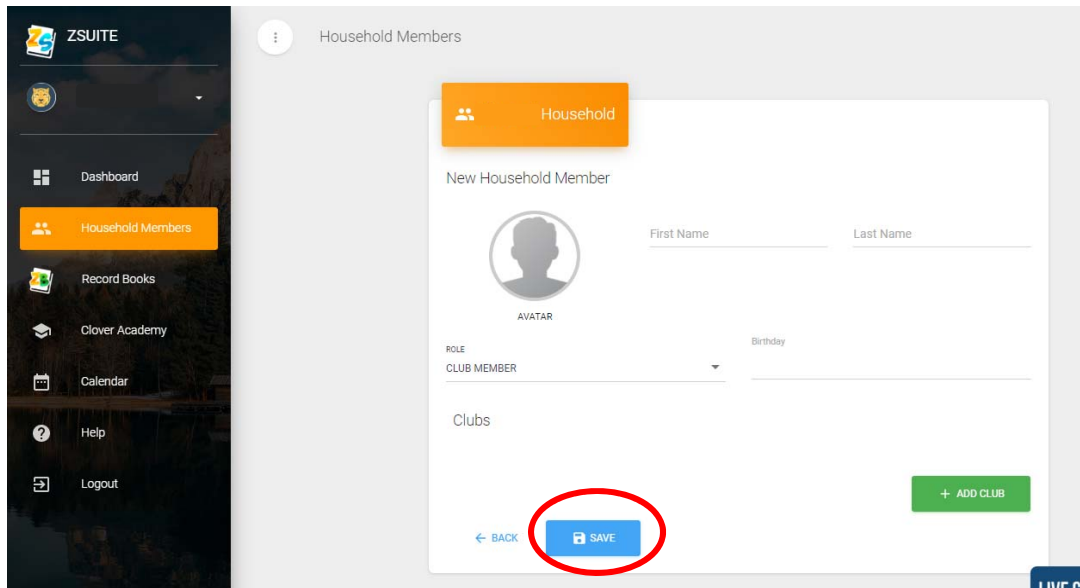 ZSUITE
Household Members
Household
New Household Member
First Name
Last Name
AVATAR
ROLE
CLUB MEMBER
Birthday
Clubs
+ ADD CLUB
← BACK
SAVE
Dashboard
Household Members
Record Books
Clover Academy
Calendar
Help
Logout
LIVE